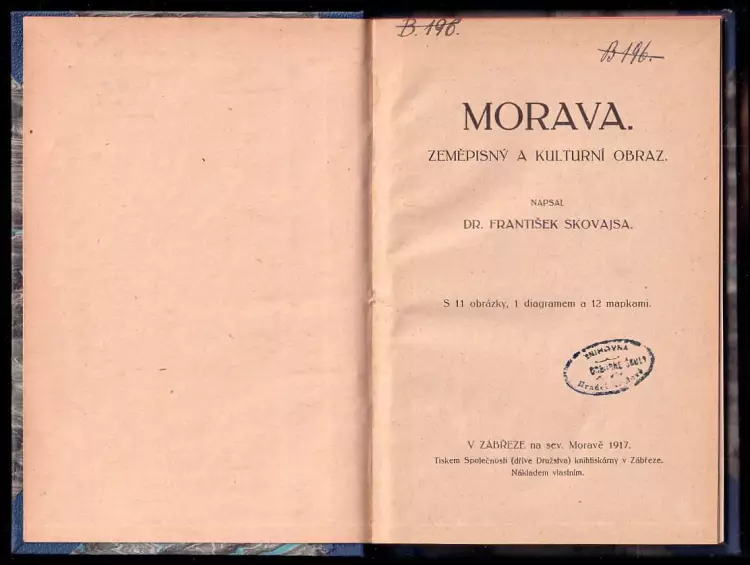 B. 196.
B 196.
MORAVA.
ZEMĚPISNÝ A KULTURNÍ OBRAZ.
NAPSAL
DR. FRANTIŠEK SKOVAJSA.
S 11 obrázky, 1 diagramem a 12 mapkami.
KNIHOVNA
V ZÁBŘEZE na sev. Moravě 1917.
Tiskem Společnosti (dříve Družstva) knihtiskárny v Zábřeze.
Nákladem vlastním.